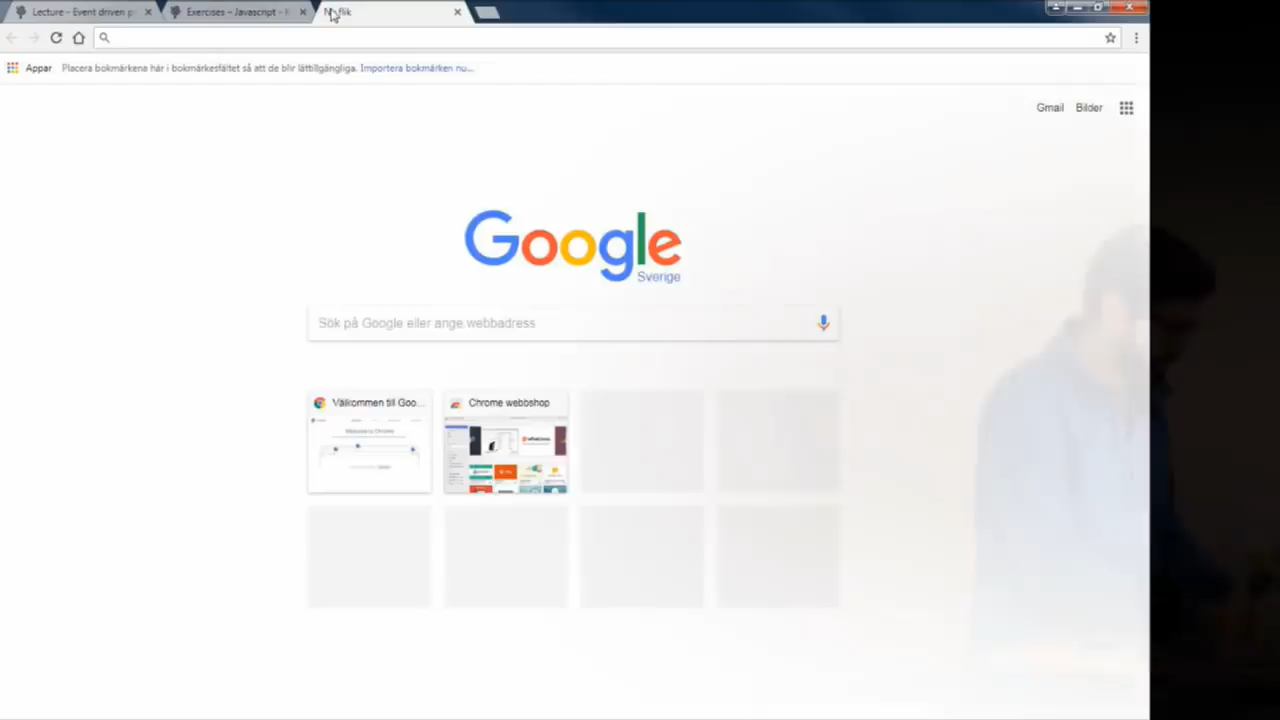 Lecture - Event driven p
Exercises - Javascript -
Ny flik
Appar
Placera bokmärkena här i bokmärkesfältet så att de blir lättillgängliga. Importera bokmärken nu...
Gmail
Bilder
Google
Sverige
Sök på Google eller ange webbadress
Välkommen till Goo...
Chrome webbshop